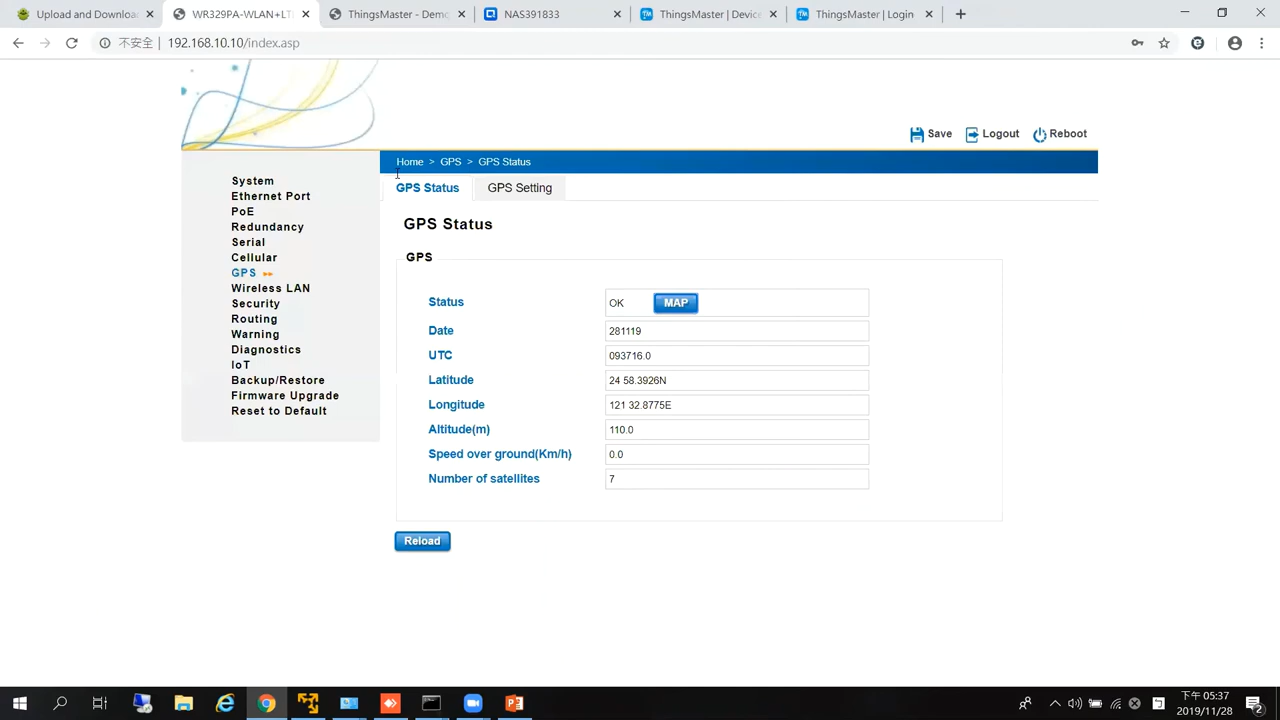 Upload and Downloa
WR329PA-WLAN+LT
ThingsMaster - Demo
NAS391833
ThingsMaster | Device
ThingsMaster | Login
不安全 | 192.168.10.10/index.asp
Save
Logout
Reboot
Home > GPS > GPS Status
GPS Status
GPS Setting
System
Ethernet Port
PoE
Redundancy
Serial
Cellular
GPS
Wireless LAN
Security
Routing
Warning
Diagnostics
IoT
Backup/Restore
Firmware Upgrade
Reset to Default
GPS Status
GPS
Status OK MAP
Date 281119
UTC 093716.0
Latitude 24 58.3926N
Longitude 121 32.8775E
Altitude(m) 110.0
Speed over ground(Km/h) 0.0
Number of satellites 7
Reload
下午 05:37
2019/11/28
2